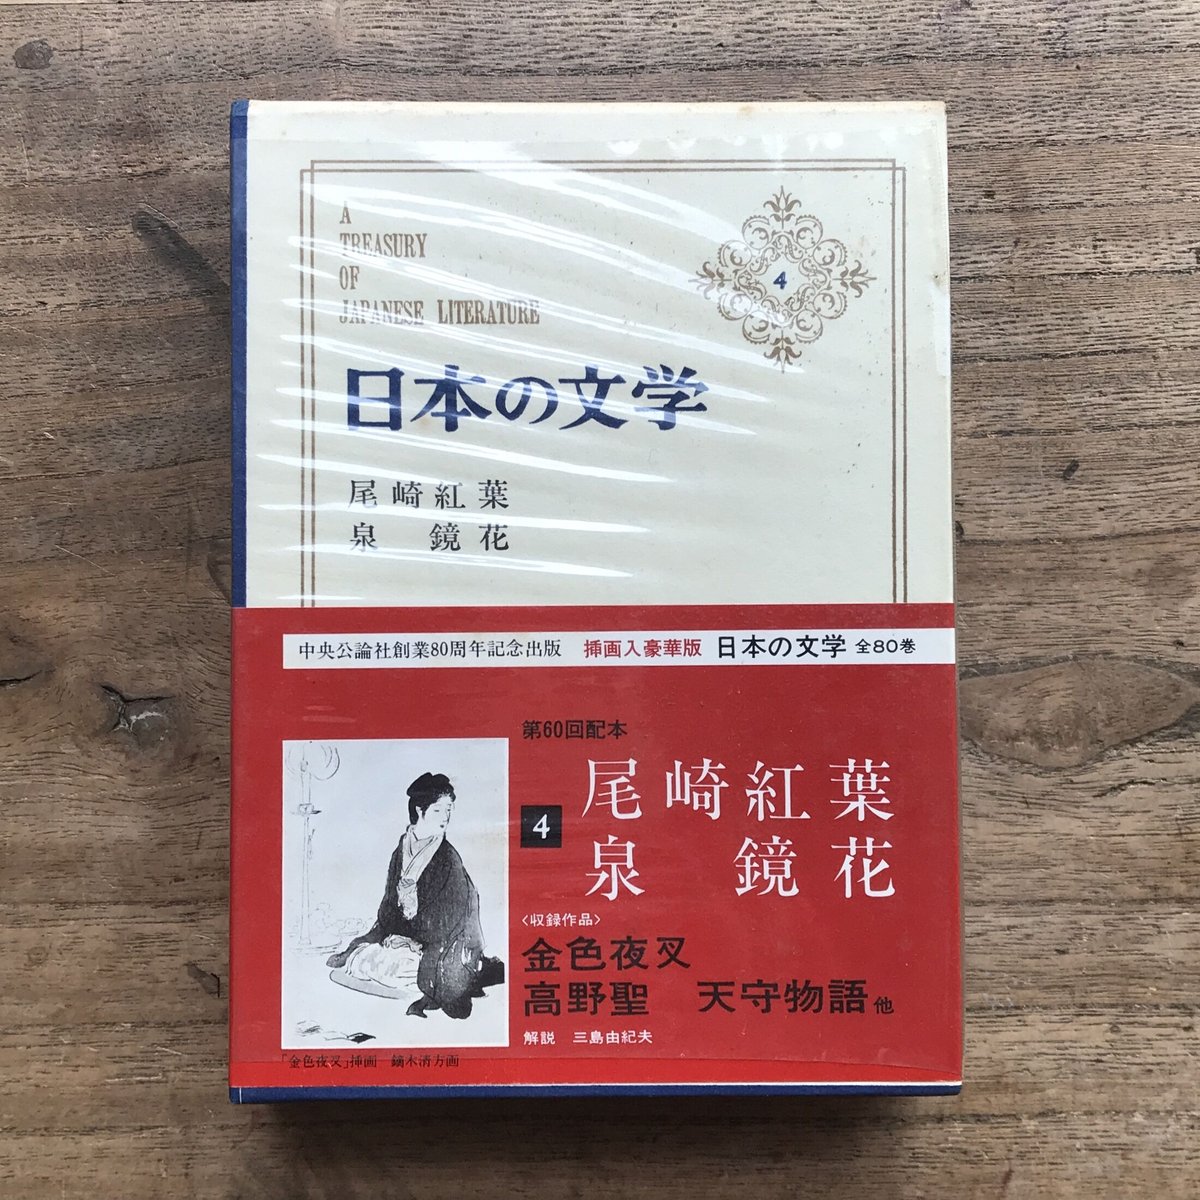 A
TREASURY
OF
JAPANESE LITERATURE
4
日本の文学
尾崎紅葉
泉 鏡花
中央公論社創業80周年記念出版 挿画入豪華版 日本の文学 全80巻
第60回配本
4
尾崎紅葉
泉 鏡花
〈収録作品〉
金色夜叉
高野聖 天守物語 他
解説 三島由紀夫
「金色夜叉」挿画 鏑木清方画